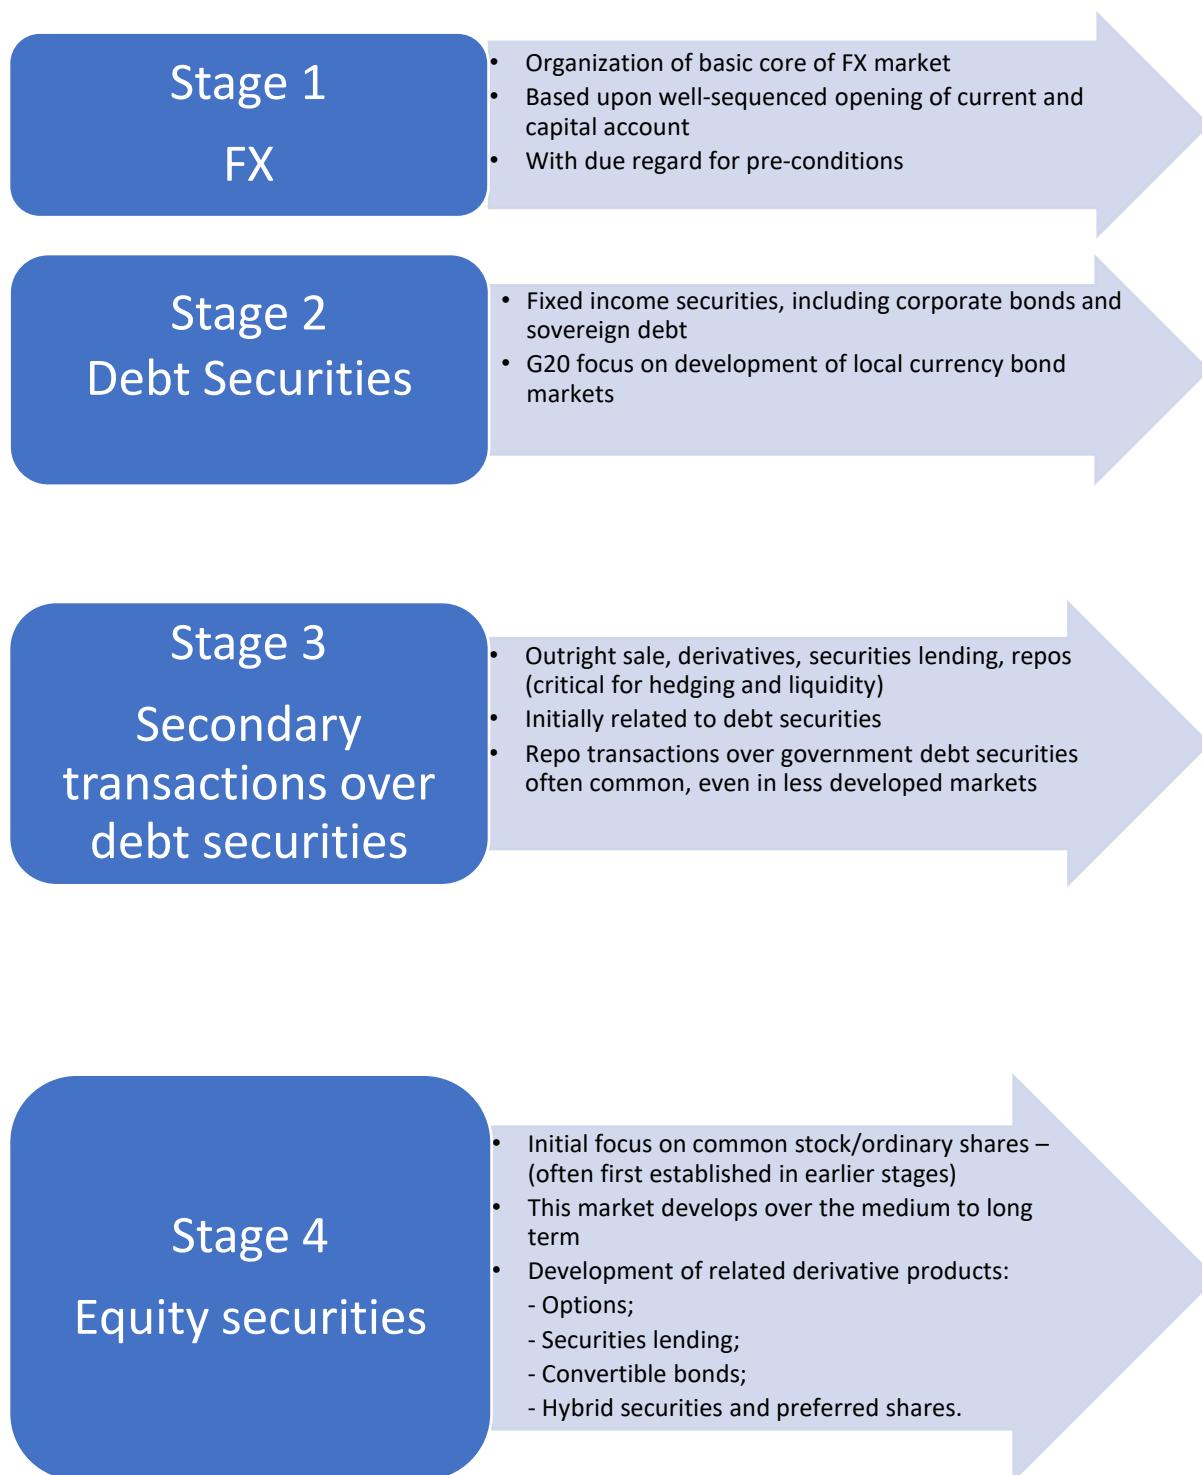 Stage 1
FX
• Organization of basic core of FX market
• Based upon well-sequenced opening of current and
capital account
• With due regard for pre-conditions
Stage 2
Debt Securities
• Fixed income securities, including corporate bonds and
sovereign debt
• G20 focus on development of local currency bond
markets
Stage 3
Secondary
transactions over
debt securities
• Outright sale, derivatives, securities lending, repos
(critical for hedging and liquidity)
• Initially related to debt securities
• Repo transactions over government debt securities
often common, even in less developed markets
Stage 4
Equity securities
• Initial focus on common stock/ordinary shares –
(often first established in earlier stages)
• This market develops over the medium to long
term
• Development of related derivative products:
- Options;
- Securities lending;
- Convertible bonds;
- Hybrid securities and preferred shares.